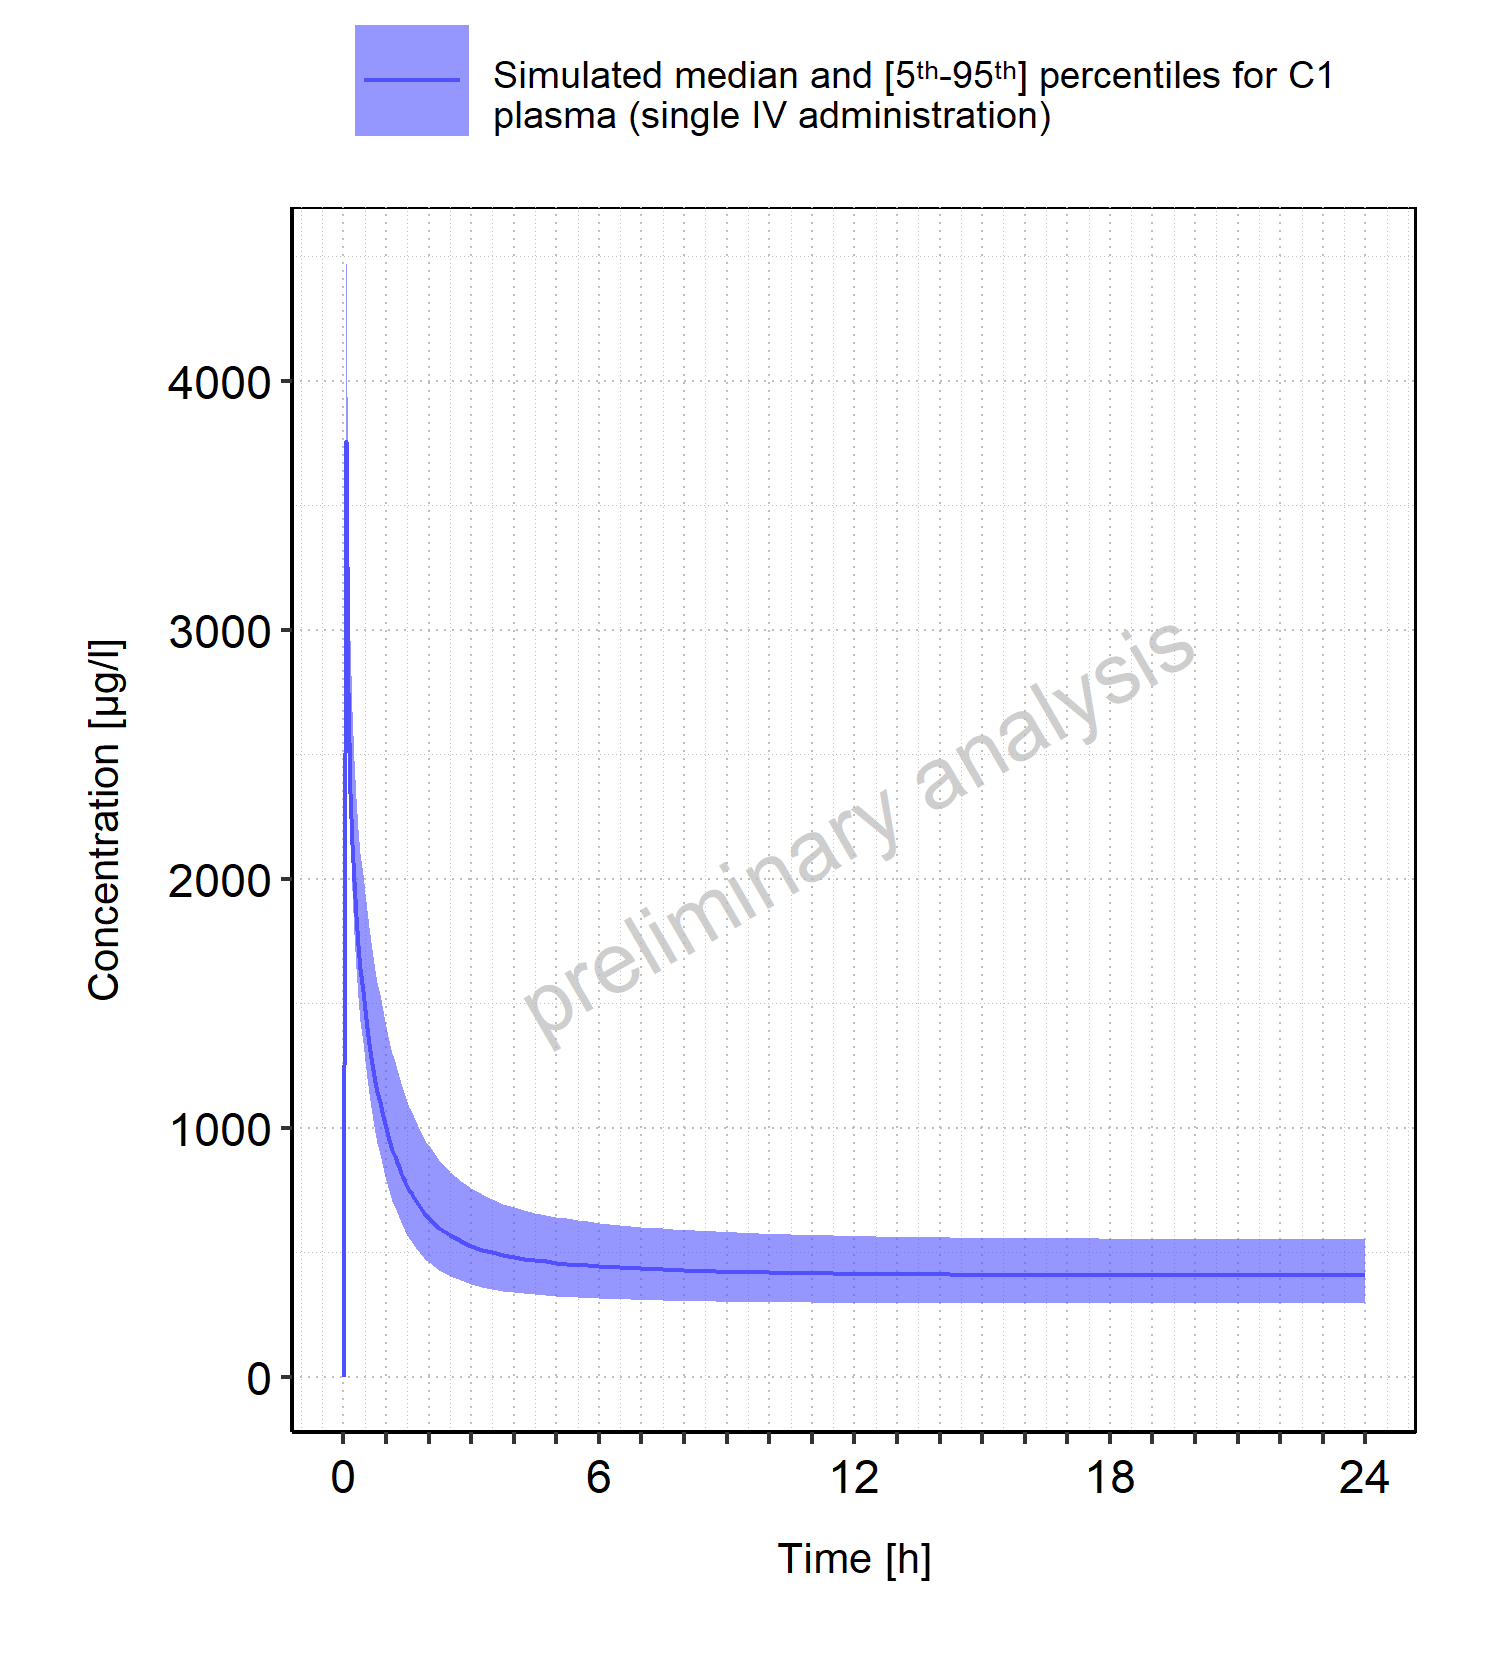 Simulated median and [5th-95th] percentiles for C1
plasma (single IV administration)
4000
3000
2000
1000
0
Concentration [µg/l]
preliminary analysis
0 6 12 18 24
Time [h]